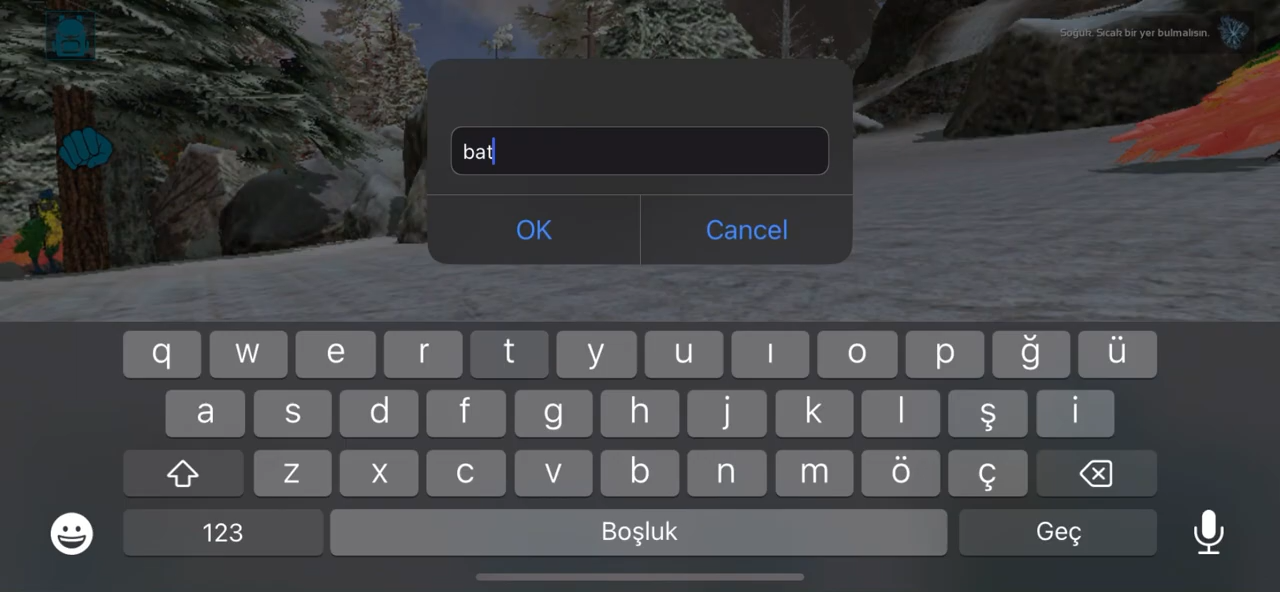 Soğuk. Sıcak bir yer bulmalısın.
bat
OK Cancel
q w e r t y u ı o p ğ ü
a s d f g h j k l ş i
z x c v b n m ö ç
123 Boşluk Geç